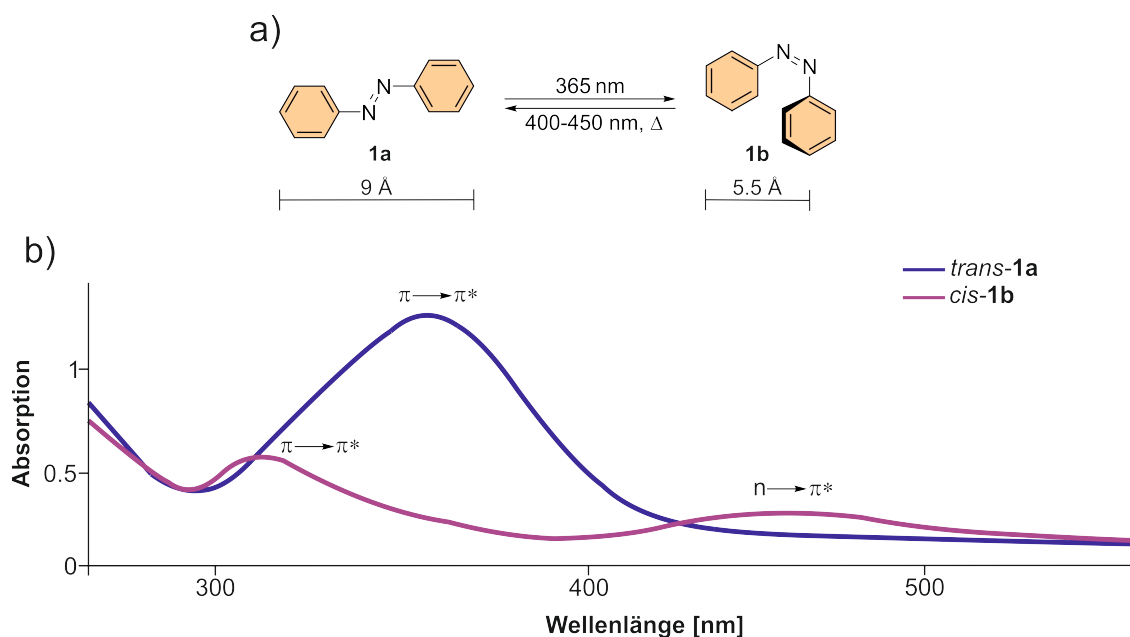 a)
N
N
N
N
365 nm
400-450 nm, Δ
1a
1b
9 Å
5.5 Å
b)
trans-1a
cis-1b
π→π*
π→π*
n→π*
Absorption
1
0.5
0
300
400
500
Wellenlänge [nm]